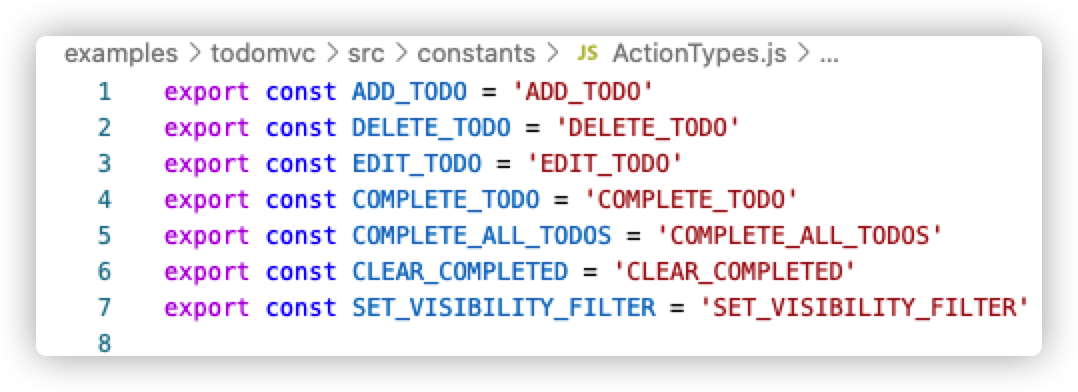 examples > todomvc > src > constants > JS ActionTypes.js > ...
1 export const ADD_TODO = 'ADD_TODO'
2 export const DELETE_TODO = 'DELETE_TODO'
3 export const EDIT_TODO = 'EDIT_TODO'
4 export const COMPLETE_TODO = 'COMPLETE_TODO'
5 export const COMPLETE_ALL_TODOS = 'COMPLETE_ALL_TODOS'
6 export const CLEAR_COMPLETED = 'CLEAR_COMPLETED'
7 export const SET_VISIBILITY_FILTER = 'SET_VISIBILITY_FILTER'
8